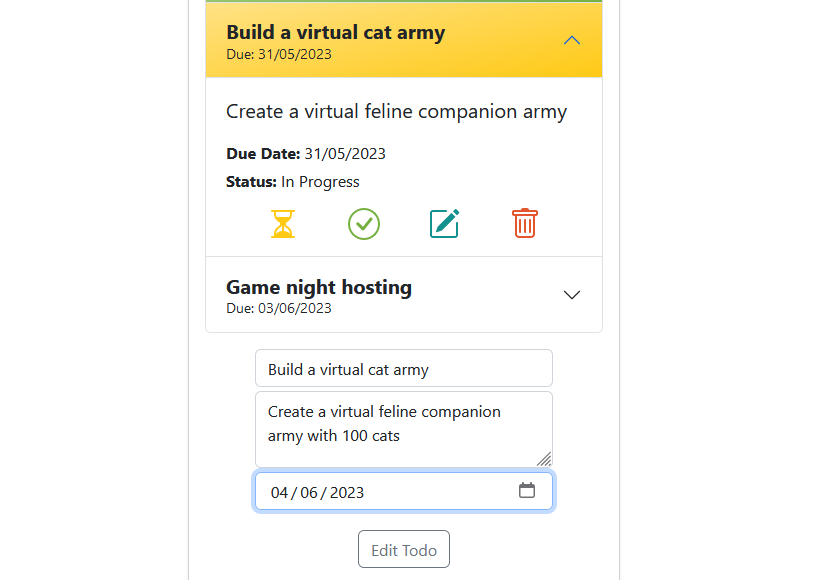 Build a virtual cat army
Due: 31/05/2023
Create a virtual feline companion army
Due Date: 31/05/2023
Status: In Progress
Game night hosting
Due: 03/06/2023
Build a virtual cat army
Create a virtual feline companion
army with 100 cats
04/06/2023
Edit Todo